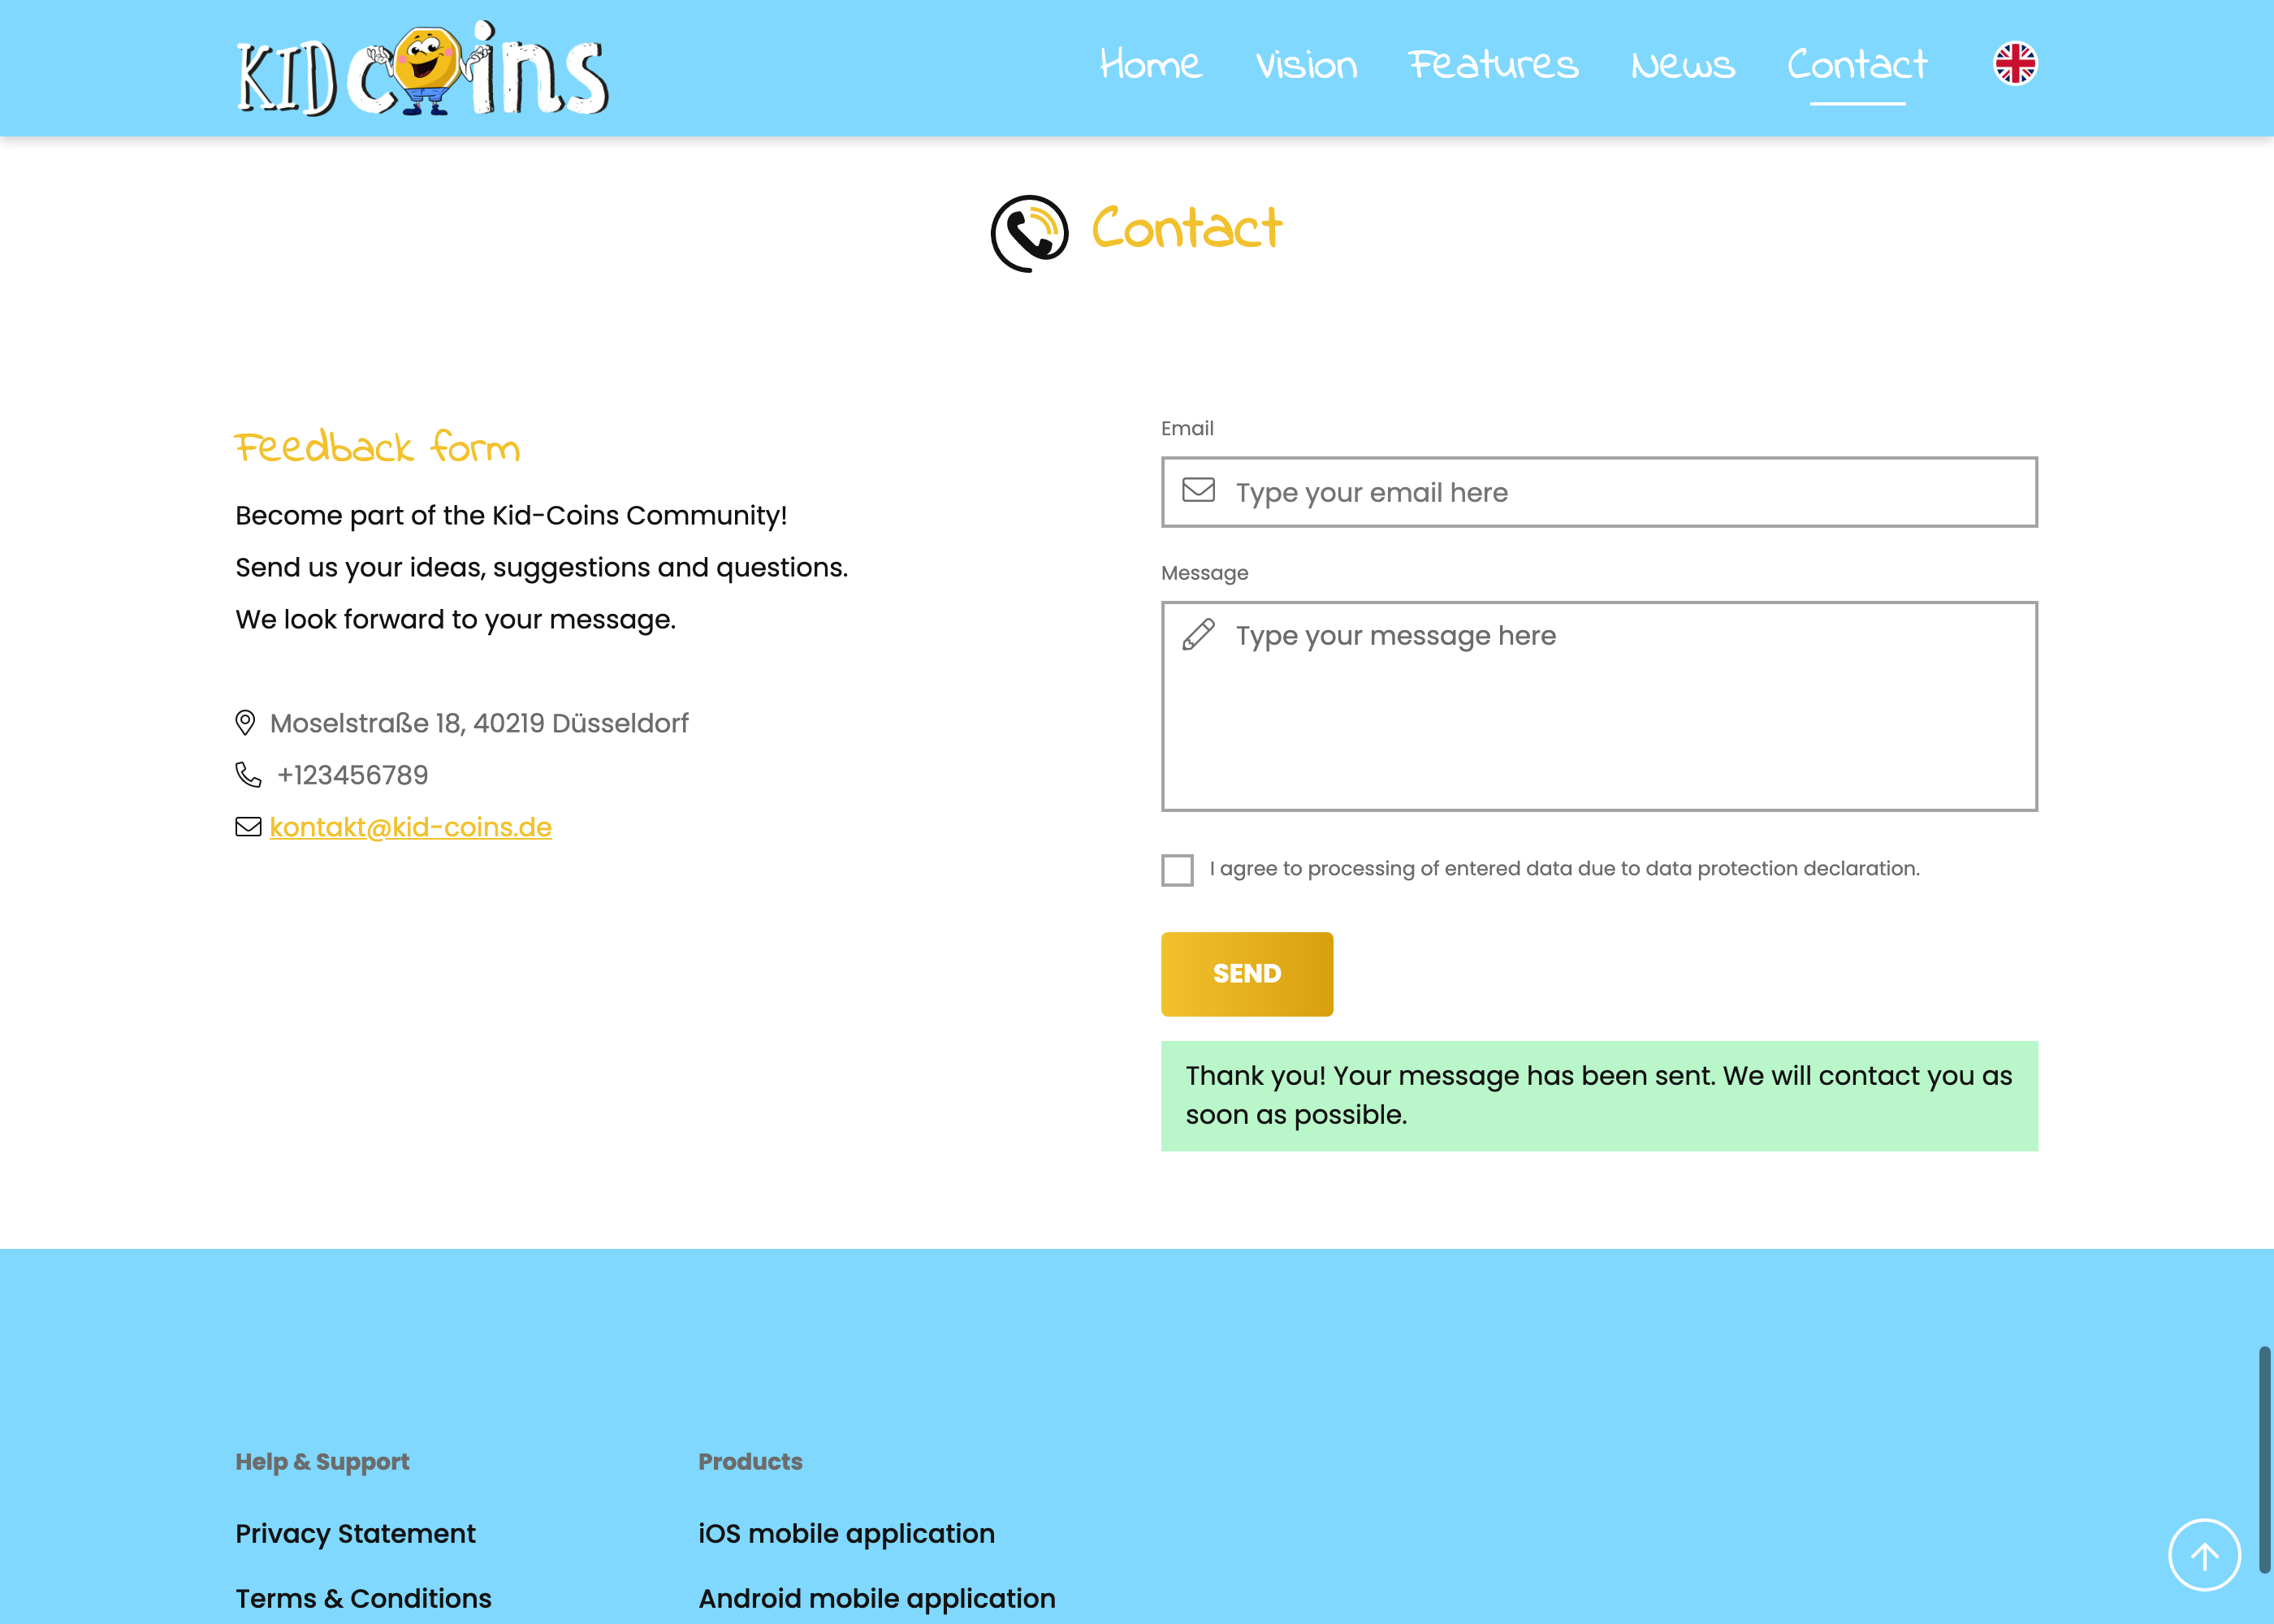 KID coins
Home Vision Features News Contact
Contact
Feedback form
Become part of the Kid-Coins Community!
Send us your ideas, suggestions and questions.
We look forward to your message.
Moselstraße 18, 40219 Düsseldorf
+123456789
kontakt@kid-coins.de
Email
Type your email here
Message
Type your message here
I agree to processing of entered data due to data protection declaration.
SEND
Thank you! Your message has been sent. We will contact you as
soon as possible.
Help & Support
Privacy Statement
Terms & Conditions
Products
iOS mobile application
Android mobile application